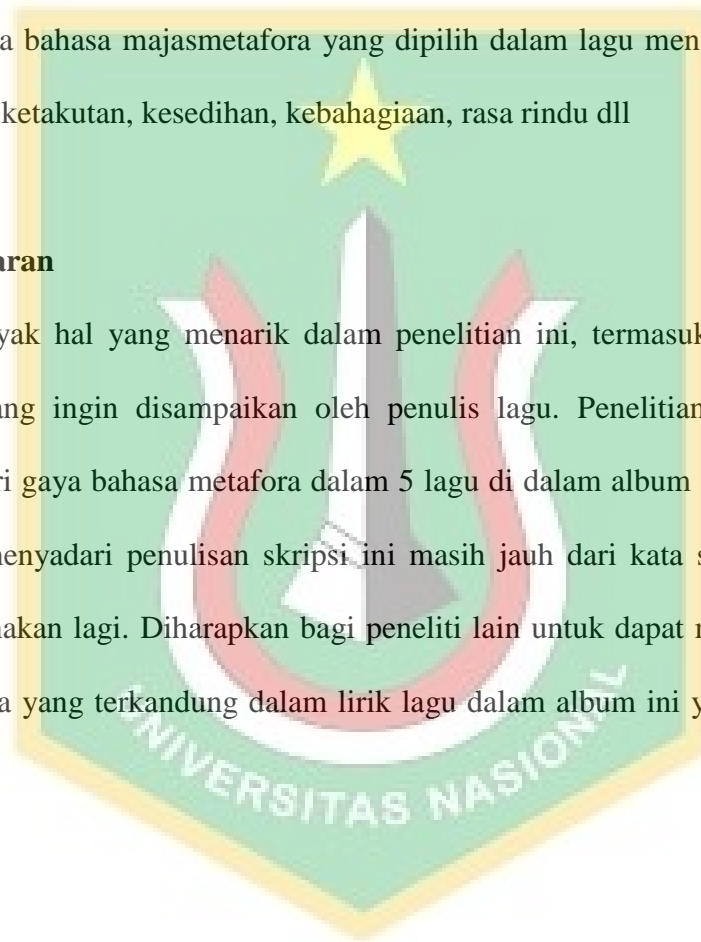 a bahasa majasmetafora yang dipilih dalam lagu men
ketakutan, kesedihan, kebahagiaan, rasa rindu dll
aran
yak hal yang menarik dalam penelitian ini, termasuk
ang ingin disampaikan oleh penulis lagu. Penelitian
ri gaya bahasa metafora dalam 5 lagu di dalam album
menyadari penulisan skripsi ini masih jauh dari kata s
nakan lagi. Diharapkan bagi peneliti lain untuk dapat
a yang terkandung dalam lirik lagu dalam album ini y
UNIVERSITAS NASIONAL